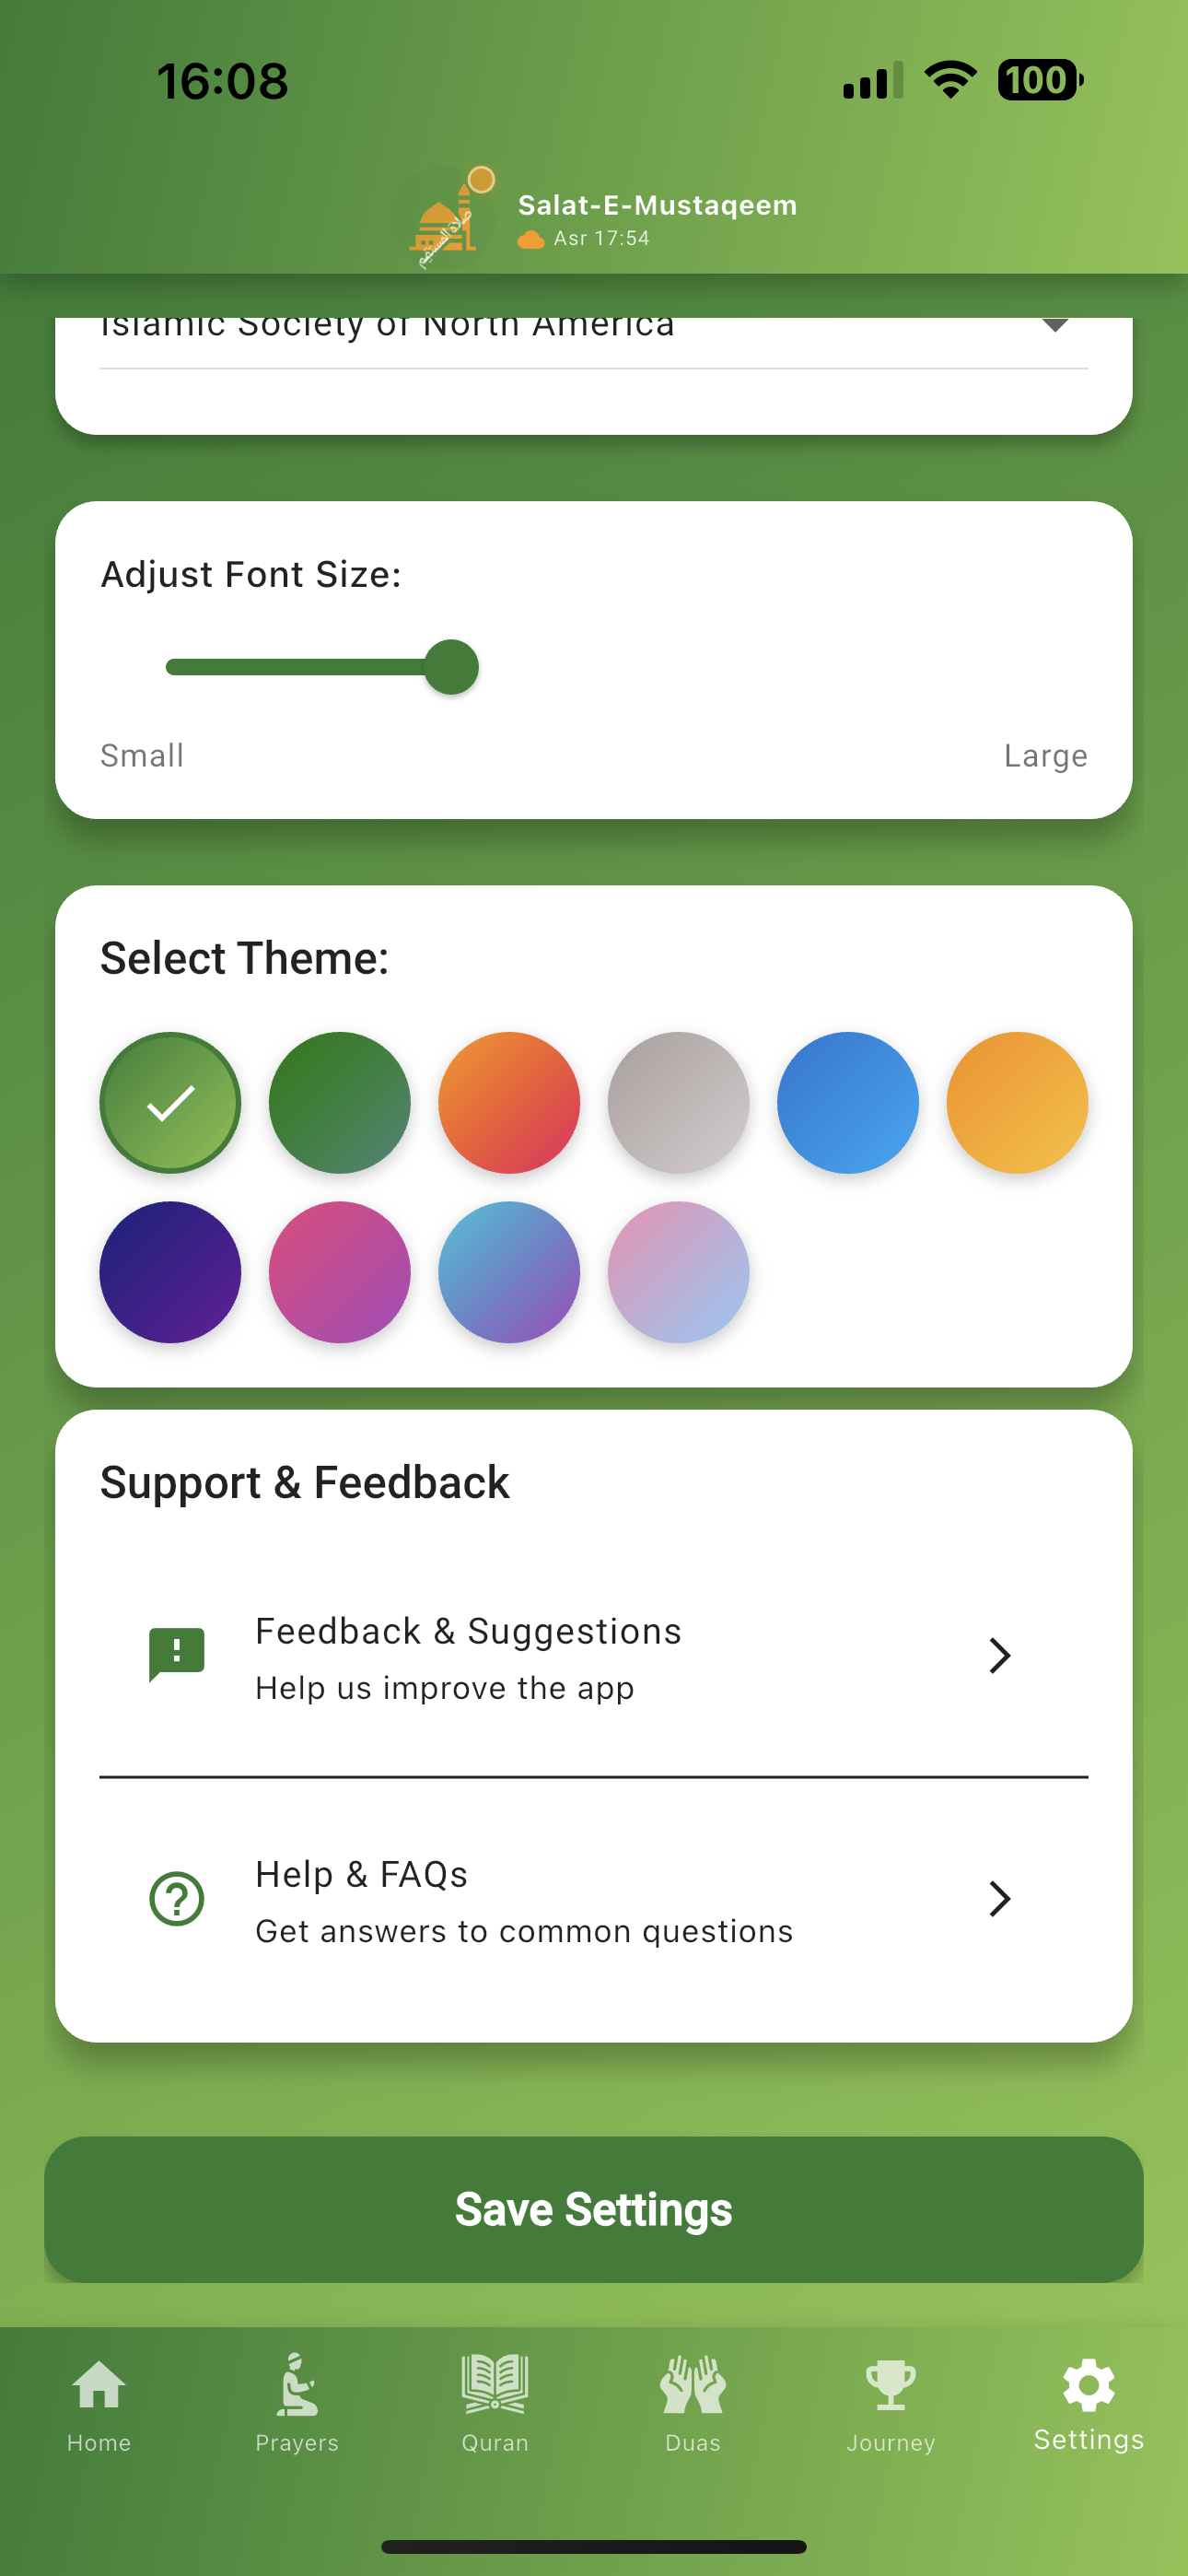 16:08
100
صلاة المستقيم
Salat-E-Mustaqeem
Asr 17:54
Islamic Society of North America
Adjust Font Size:
Small
Large
Select Theme:
Support & Feedback
Feedback & Suggestions
Help us improve the app
Help & FAQs
Get answers to common questions
Save Settings
Home
Prayers
Quran
Duas
Journey
Settings